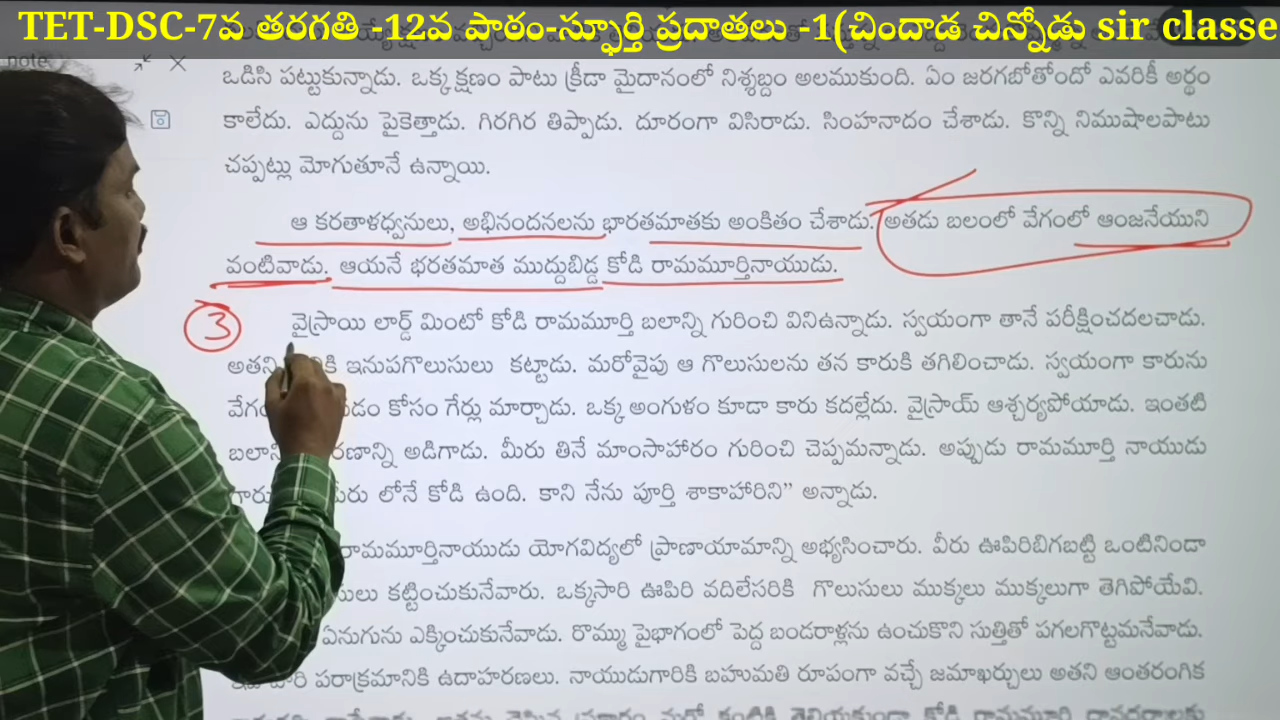 TET-DSC-7వ తరగతి -12వ పాఠం-స్ఫూర్తి ప్రదాతలు -1(చిందాడ చిన్నోడు sir classe
note
ఒడిసి పట్టుకున్నాడు. ఒక్క క్షణం పాటు క్రీడా మైదానంలో నిశ్శబ్దం అలముకుంది. ఏం జరగబోతోందో ఎవరికీ అర్థం
కాలేదు. ఎద్దును పైకెత్తాడు. గిరగిర తిప్పాడు. దూరంగా విసిరాడు. సింహనాదం చేశాడు. కొన్ని నిముషాలపాటు
చప్పట్లు మోగుతూనే ఉన్నాయి.
ఆ కరతాళధ్వనులు, అభినందనలను భారతమాతకు అంకితం చేశాడు. అతడు బలంలో వేగంలో ఆంజనేయుని
వంటివాడు. ఆయనే భరతమాత ముద్దుబిడ్డ కోడి రామమూర్తినాయుడు.
3 వైస్రాయి లార్డ్ మింటో కోడి రామమూర్తి బలాన్ని గురించి వినిఉన్నాడు. స్వయంగా తానే పరీక్షించదలచాడు.
ఇనుపగొలుసులు కట్టాడు. మరోవైపు ఆ గొలుసులను తన కారుకి తగిలించాడు. స్వయంగా కారును
కోసం గేర్లు మార్చాడు. ఒక్క అంగుళం కూడా కారు కదల్లేదు. వైస్రాయ్ ఆశ్చర్యపోయాడు. ఇంతటి
అడిగాడు. మీరు తినే మాంసాహారం గురించి చెప్పమన్నాడు. అప్పుడు రామమూర్తి నాయుడు
లోనే కోడి ఉంది. కాని నేను పూర్తి శాకాహారిని" అన్నాడు.
రామమూర్తినాయుడు యోగవిద్యలో ప్రాణాయామాన్ని అభ్యసించారు. వీరు ఊపిరిబిగబట్టి ఒంటినిండా
కట్టించుకునేవారు. ఒక్కసారి ఊపిరి వదిలేసరికి గొలుసులు ముక్కలు ముక్కలుగా తెగిపోయేవి.
ఏనుగును ఎక్కించుకునేవాడు. రొమ్ము పైభాగంలో పెద్ద బండరాళ్లను ఉంచుకొని సుత్తితో పగలగొట్టమనేవాడు.
పరాక్రమానికి ఉదాహరణలు. నాయుడుగారికి బహుమతి రూపంగా వచ్చే జమాఖర్చులు అతని ఆంతరంగిక